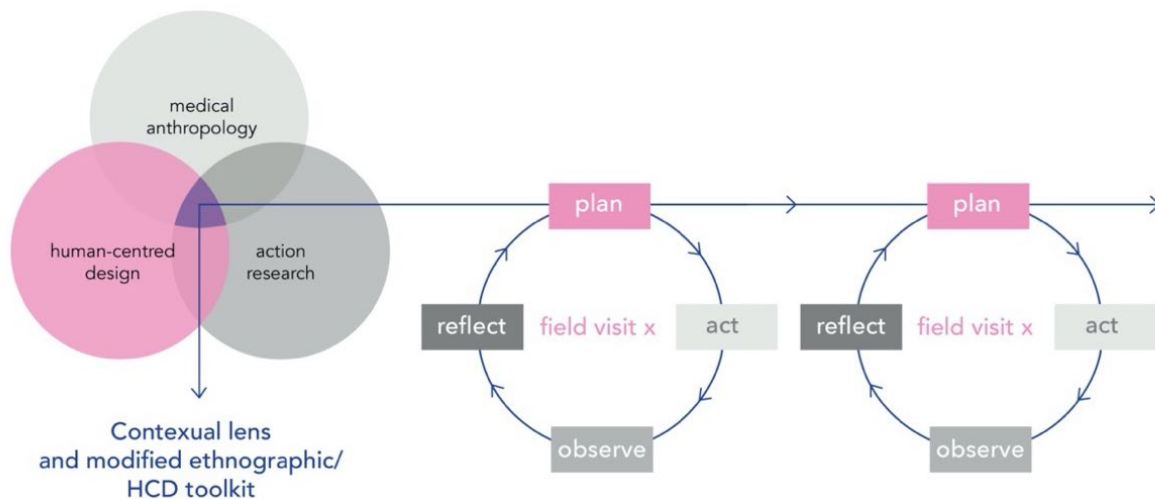 medical
anthropology
human-centred
design
action
research
Contexual lens
and modified ethnographic/
HCD toolkit
plan
reflect
field visit x
act
observe
plan
reflect
field visit x
act
observe